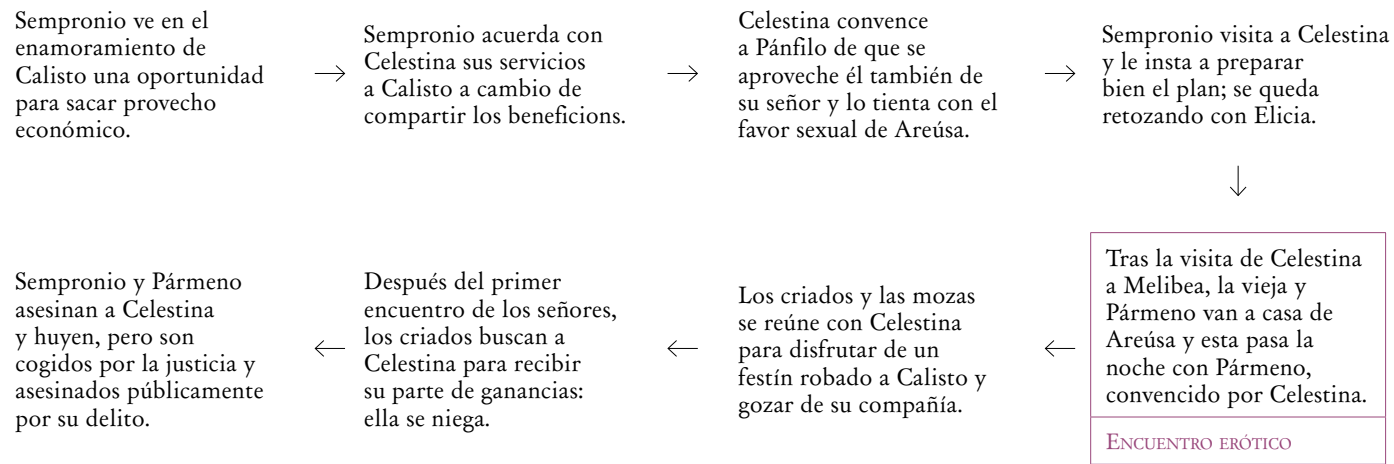 Sempronio ve en el
enamoramiento de
Calisto una oportunidad
para sacar provecho
económico.
Sempronio acuerda con
Celestina sus servicios
a Calisto a cambio de
compartir los beneficions.
Celestina convence
a Pánfilo de que se
aproveche él también de
su señor y lo tienta con el
favor sexual de Areúsa.
Sempronio visita a Celestina
y le insta a preparar
bien el plan; se queda
retozando con Elicia.
Tras la visita de Celestina
a Melibea, la vieja y
Pármeno van a casa de
Areúsa y esta pasa la
noche con Pármeno,
convencido por Celestina.
Encuentro erótico
Los criados y las mozas
se reúne con Celestina
para disfrutar de un
festín robado a Calisto y
gozar de su compañía.
Después del primer
encuentro de los señores,
los criados buscan a
Celestina para recibir
su parte de ganancias:
ella se niega.
Sempronio y Pármeno
asesinan a Celestina
y huyen, pero son
cogidos por la justicia y
asesinados públicamente
por su delito.